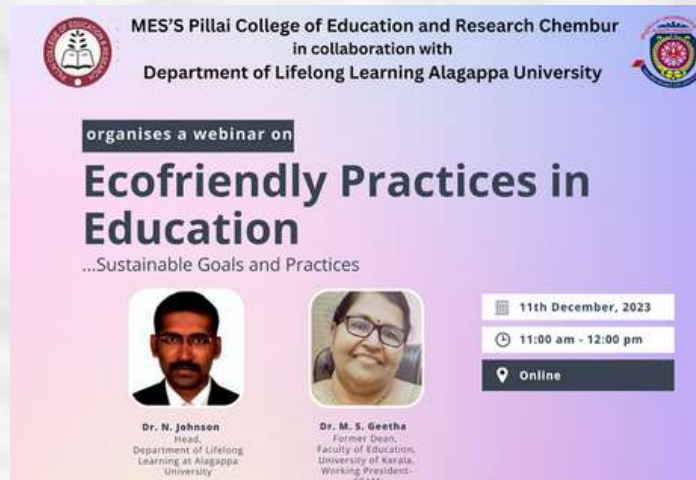 MES'S Pillai College of Education and Research Chembur
in collaboration with
Department of Lifelong Learning Alagappa University
organises a webinar on
Ecofriendly Practices in
Education
...Sustainable Goals and Practices
11th December, 2023
11:00 am - 12:00 pm
Online
Dr. N. Johnson
Head,
Department of Lifelong
Learning at Alagappa
University
Dr. M. S. Geetha
Former Dean,
Faculty of Education,
University of Kerala.
Working President-